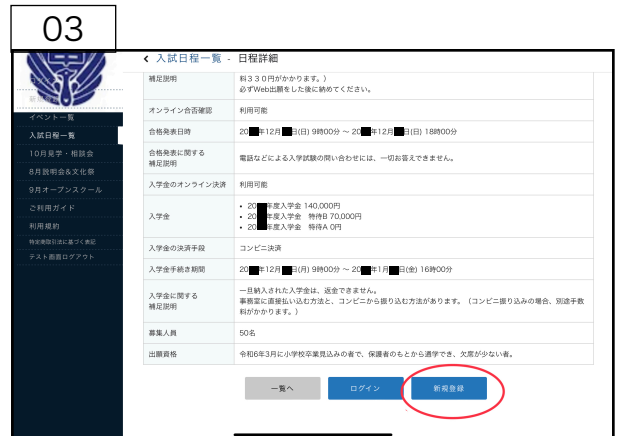 03
入試日程一覧 - 日程詳細
イベント一覧
入試日程一覧
10月見学・相談会
8月説明会&文化祭
9月オープンスクール
ご利用ガイド
利用規約
特定商取引法に基づく表記
テスト画面ログアウト
補足説明
料330円がかかります。)
必ずWeb出願をした後に納めてください。
オンライン合否確認 利用可能
合格発表日時 20 年12月 日(日) 9時00分 ~ 20 年12月 日(日) 18時00分
合格発表に関する
補足説明
電話などによる入学試験の問い合わせには、一切お答えできません。
入学金のオンライン決済 利用可能
入学金
• 20 年度入学金 140,000円
• 20 年度入学金 特待B 70,000円
• 20 年度入学金 特待A 0円
入学金の決済手段 コンビニ決済
入学金手続き期間 20 年12月 日(月) 9時00分 ~ 20 年1月 日(金) 16時00分
入学金に関する
補足説明
一旦納入された入学金は、返金できません。
事務室に直接払い込む方法と、コンビニから振り込む方法があります。(コンビニ振り込みの場合、別途手数
料がかかります。)
募集人員 50名
出願資格 令和6年3月に小学校卒業見込みの者で、保護者のもとから通学でき、欠席が少ない者。
一覧へ ログイン 新規登録